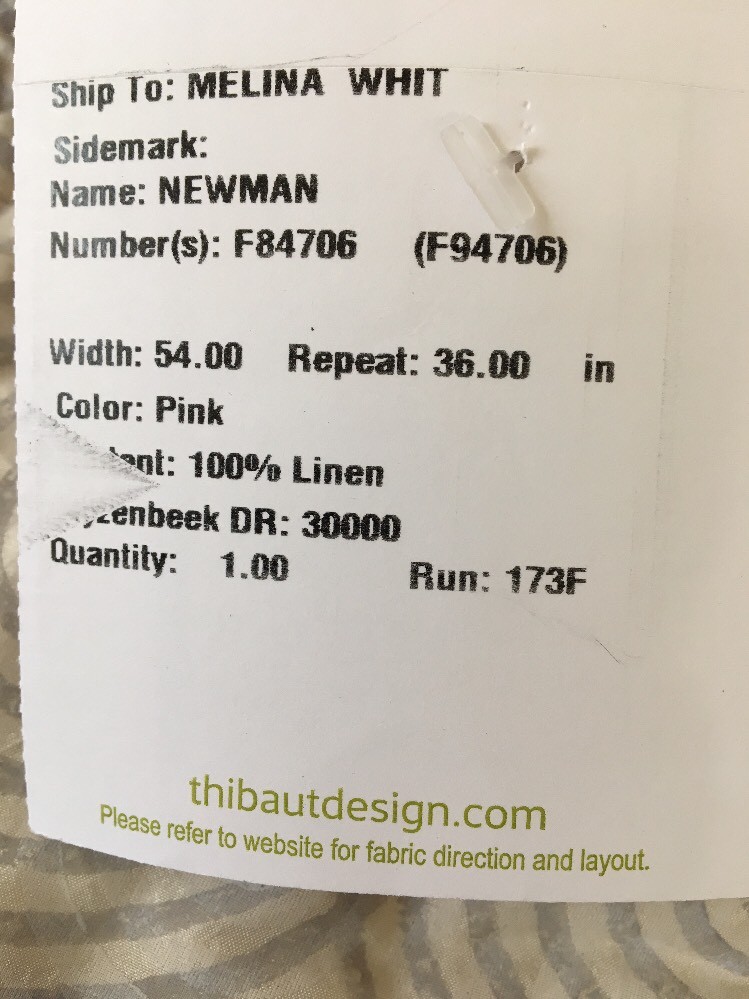 Ship To: MELINA WHIT
Sidemark:
Name: NEWMAN
Number(s): F84706 (F94706)
Width: 54.00 Repeat: 36.00 in
Color: Pink
100% Linen
DR: 30000
Quantity: 1.00 Run: 173F
thibautdesign.com
Please refer to website for fabric direction and layout.